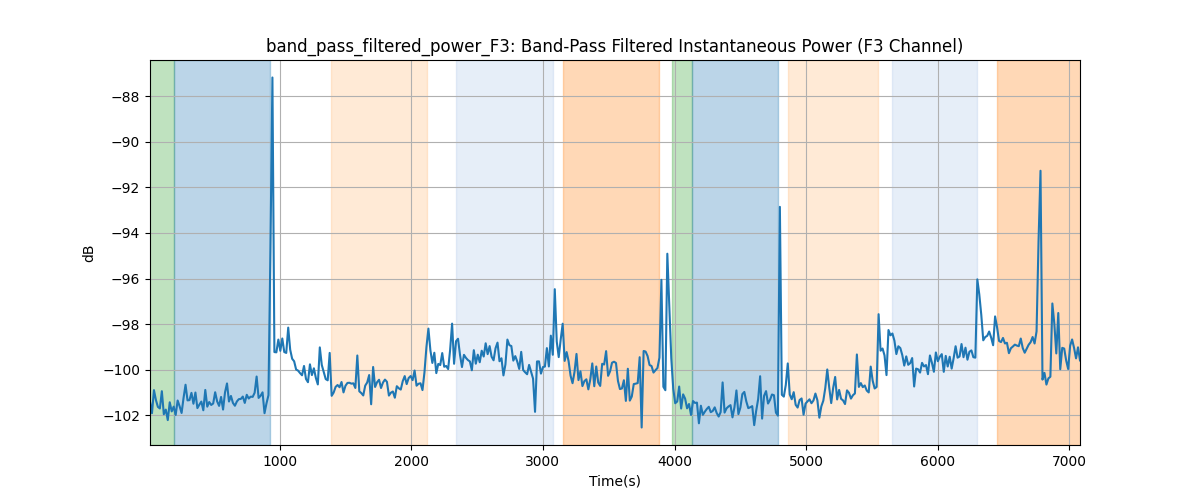 band_pass_filtered_power_F3: Band-Pass Filtered Instantaneous Power (F3 Channel)
dB
−88
−90
−92
−94
−96
−98
−100
−102
1000 2000 3000 4000 5000 6000 7000
Time(s)